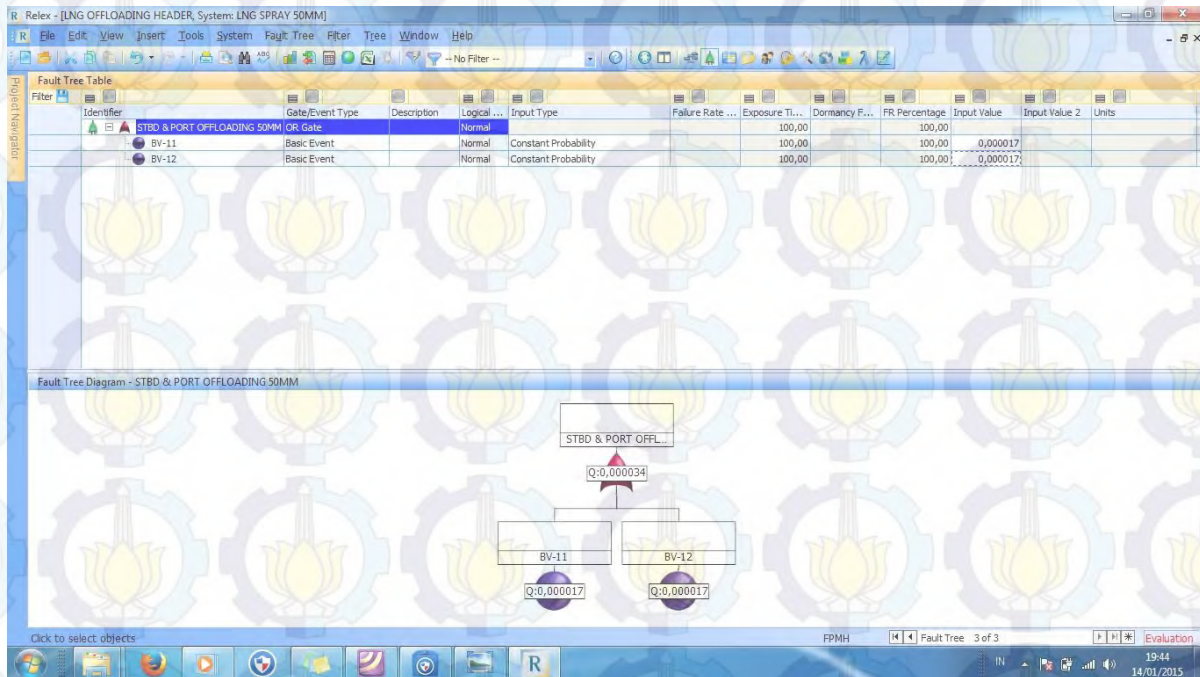 Relex - [LNG OFFLOADING HEADER, System: LNG SPRAY 50MM]
File Edit View Insert Tools System Fault Tree Filter Tree Window Help
-- No Filter --
Project Navigator
Fault Tree Table
Filter
Identifier Gate/Event Type Description Logical ... Input Type Failure Rate ... Exposure Ti... Dormancy F... FR Percentage Input Value Input Value 2 Units
STBD & PORT OFFLOADING 50MM OR Gate Normal 100,00 100,00
BV-11 Basic Event Normal Constant Probability 100,00 100,00 0,000017
BV-12 Basic Event Normal Constant Probability 100,00 100,00 0,000017
Fault Tree Diagram - STBD & PORT OFFLOADING 50MM
STBD & PORT OFFL...
Q:0,000034
BV-11 BV-12
Q:0,000017 Q:0,000017
Click to select objects FPMH Fault Tree 3 of 3 Evaluation
IN 19:44
14/01/2015